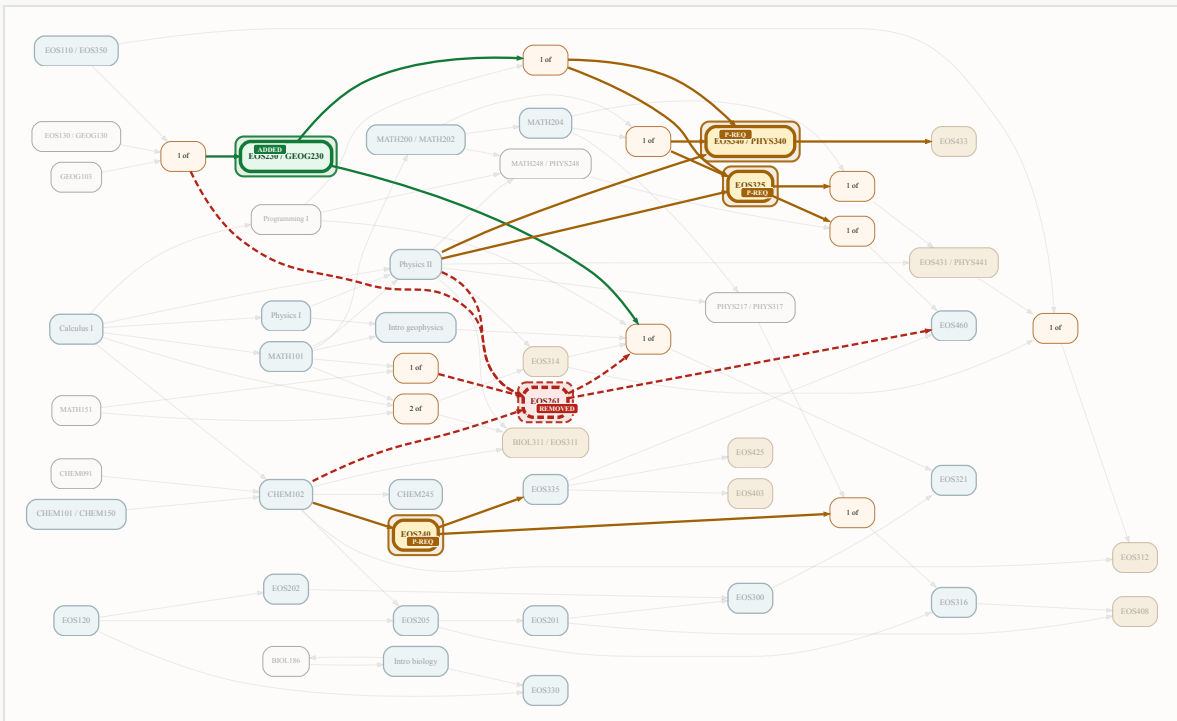 EOS110 / EOS350
1 of
EOS130 / GEOG130
MATH204
MATH200 / MATH202
1 of
P-REQ
EOS340 / PHYS340
EOS433
1 of
ADDED
EOS230 / GEOG230
MATH248 / PHYS248
GEOG103
EOS325
P-REQ
1 of
Programming I
1 of
Physics II
EOS431 / PHYS441
PHYS217 / PHYS317
Physics I
Calculus I
Intro geophysics
EOS460
1 of
1 of
MATH101
EOS314
1 of
EOS261
REMOVED
MATH151
2 of
BIOL311 / EOS311
EOS425
CHEM091
EOS321
CHEM102
CHEM245
EOS335
EOS403
CHEM101 / CHEM150
1 of
EOS240
P-REQ
EOS312
EOS202
EOS300
EOS316
EOS408
EOS120
EOS205
EOS201
BIOL186
Intro biology
EOS330